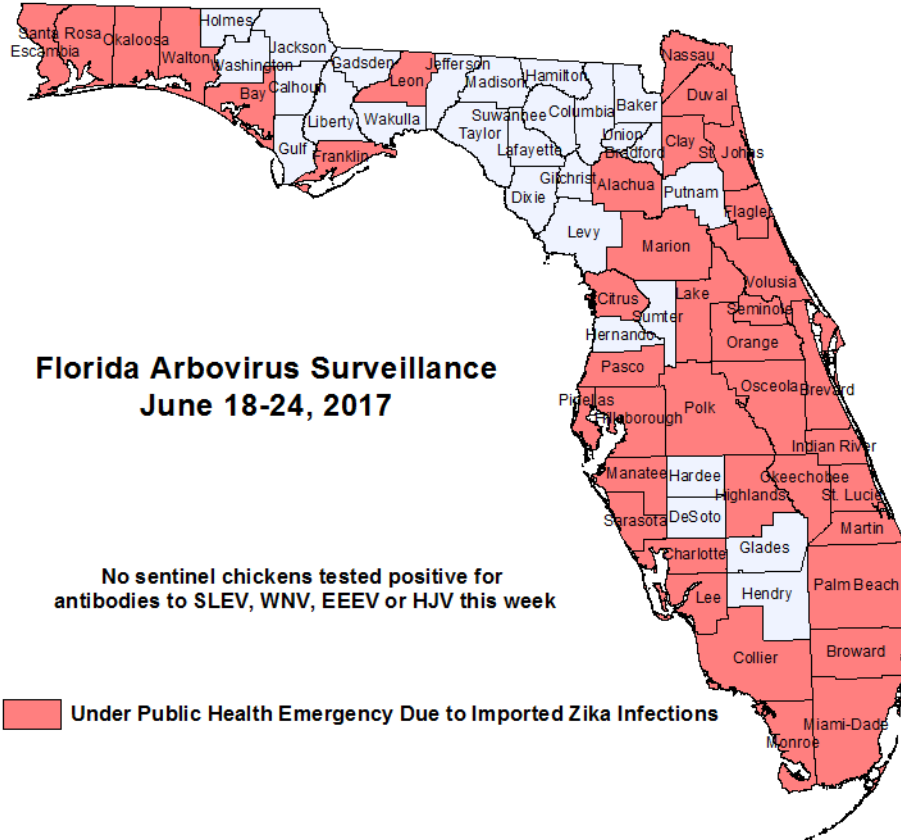 Holmes
Santa Rosa
Escambia
Okaloosa
Walton
Washington
Jackson
Bay
Calhoun
Gadsden
Liberty
Gulf
Leon
Franklin
Wakulla
Jefferson
Madison
Taylor
Hamilton
Suwannee
Lafayette
Columbia
Baker
Union
Bradford
Gilchrist
Dixie
Alachua
Levy
Nassau
Duval
Clay
St. Johns
Putnam
Flagler
Marion
Volusia
Citrus
Sumter
Lake
Seminole
Hernando
Orange
Pasco
Florida Arbovirus Surveillance
June 18-24, 2017
Pinellas
Hillsborough
Polk
Osceola
Brevard
Indian River
Manatee
Hardee
Highlands
Okeechobee
St. Lucie
Sarasota
DeSoto
Martin
Charlotte
Glades
No sentinel chickens tested positive for
antibodies to SLEV, WNV, EEEV or HJV this week
Lee
Hendry
Palm Beach
Collier
Broward
Under Public Health Emergency Due to Imported Zika Infections
Miami-Dade
Monroe